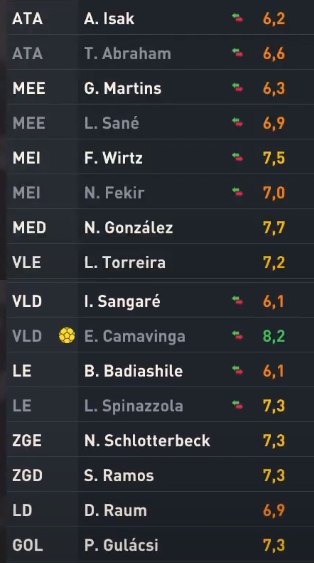 ATA A. Isak 6,2
ATA T. Abraham 6,6
MEE G. Martins 6,3
MEE L. Sané 6,9
MEI F. Wirtz 7,5
MEI N. Fekir 7,0
MED N. González 7,7
VLE L. Torreira 7,2
VLD I. Sangaré 6,1
VLD E. Camavinga 8,2
LE B. Badiashile 6,1
LE L. Spinazzola 7,3
ZGE N. Schlotterbeck 7,3
ZGD S. Ramos 7,3
LD D. Raum 6,9
GOL P. Gulácsi 7,3